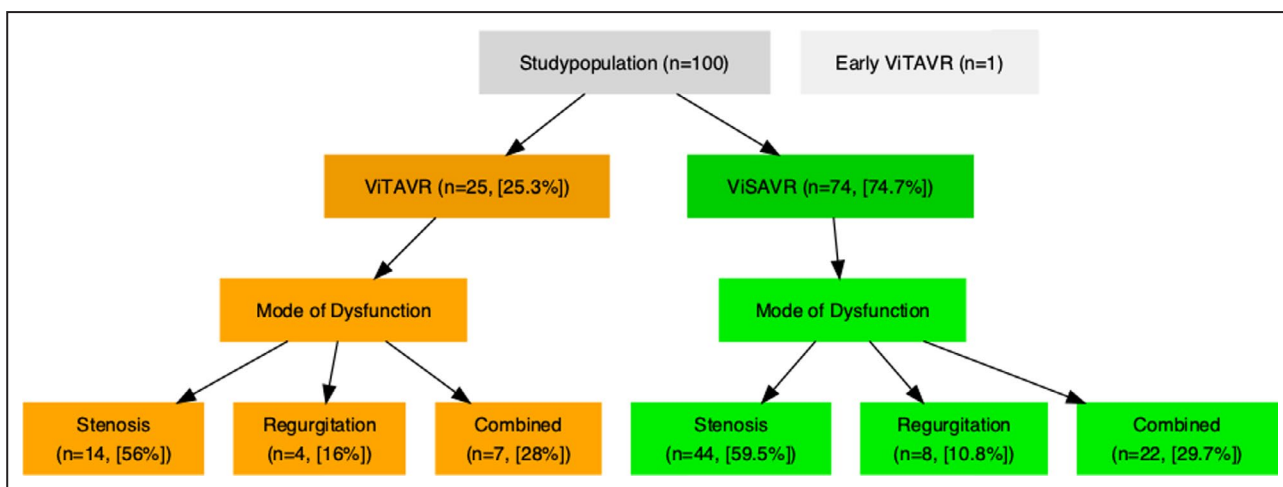 Studypopulation (n=100)
Early ViTAVR (n=1)
ViTAVR (n=25, [25.3%])
ViSAVR (n=74, [74.7%])
Mode of Dysfunction
Mode of Dysfunction
Stenosis
(n=14, [56%])
Regurgitation
(n=4, [16%])
Combined
(n=7, [28%])
Stenosis
(n=44, [59.5%])
Regurgitation
(n=8, [10.8%])
Combined
(n=22, [29.7%])